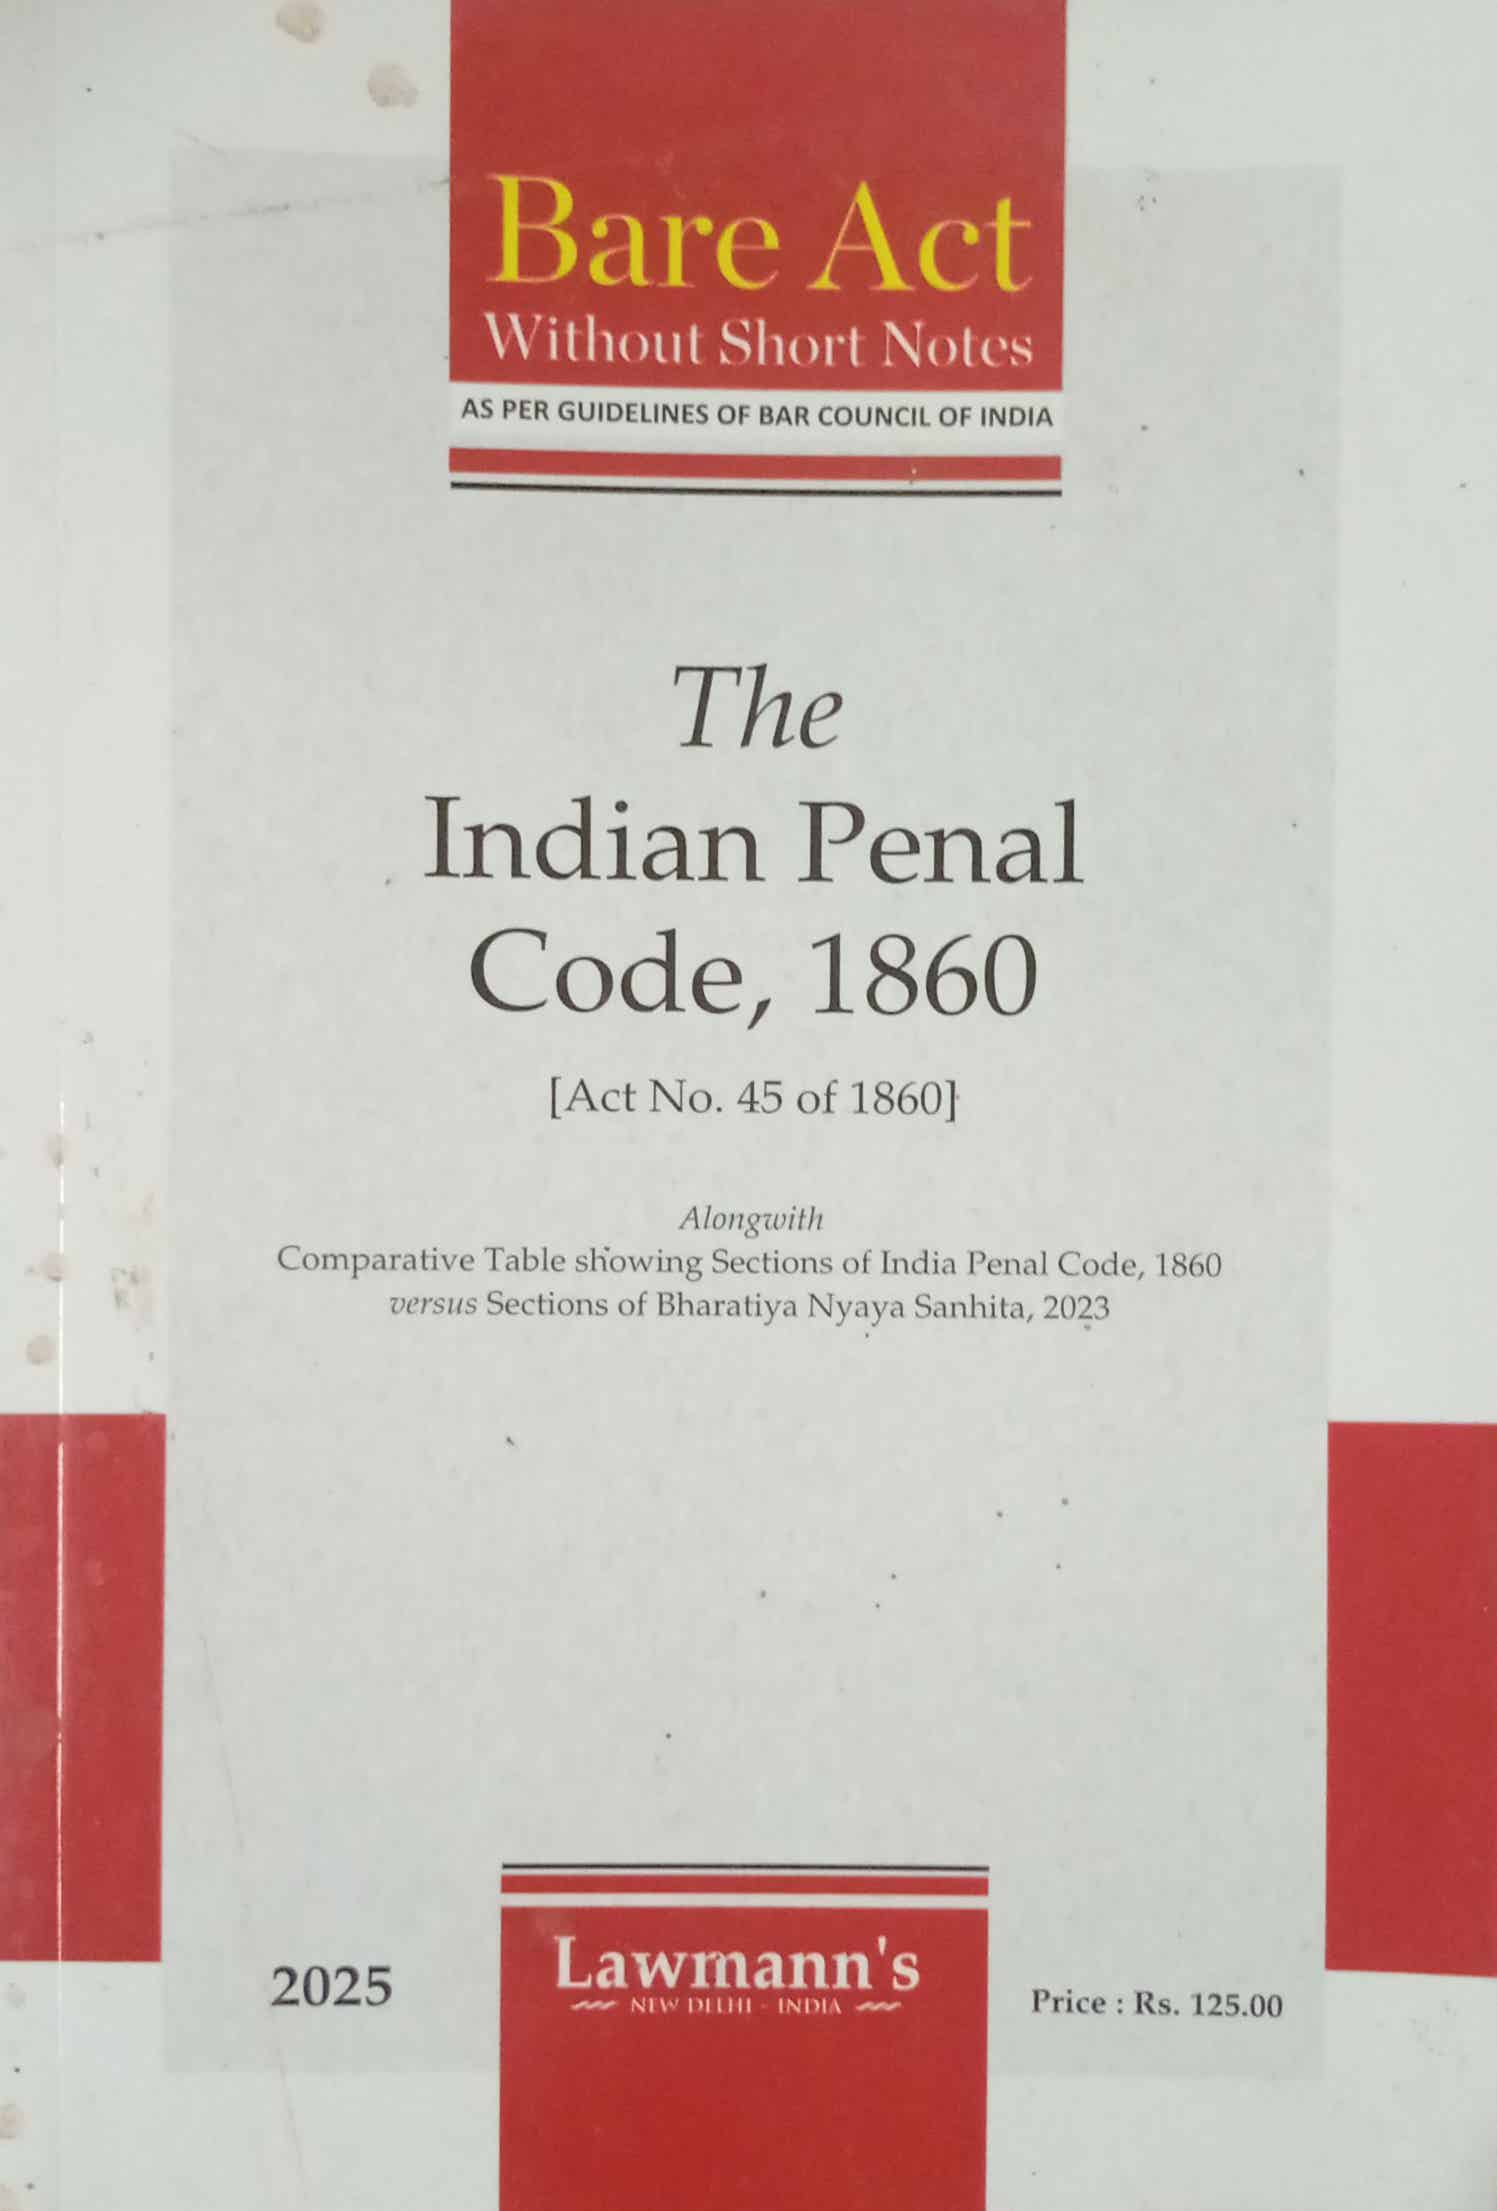 Bare Act
Without Short Notes
AS PER GUIDELINES OF BAR COUNCIL OF INDIA
The
Indian Penal
Code, 1860
[Act No. 45 of 1860]
Alongwith
Comparative Table showing Sections of India Penal Code, 1860
versus Sections of Bharatiya Nyaya Sanhita, 2023
2025
Lawmann's
NEW DELHI - INDIA
Price : Rs. 125.00